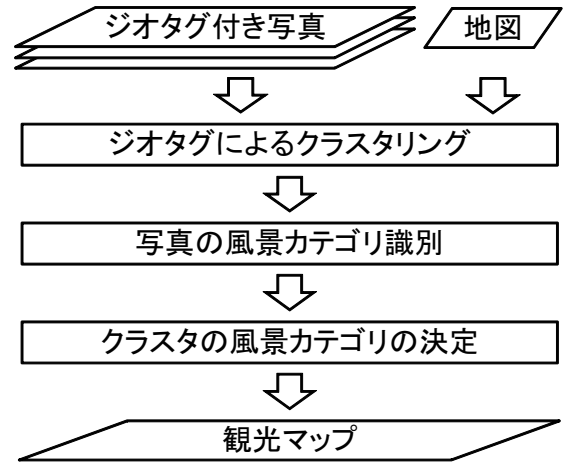 ジオタグ付き写真
地図
ジオタグによるクラスタリング
写真の風景カテゴリ識別
クラスタの風景カテゴリの決定
観光マップ